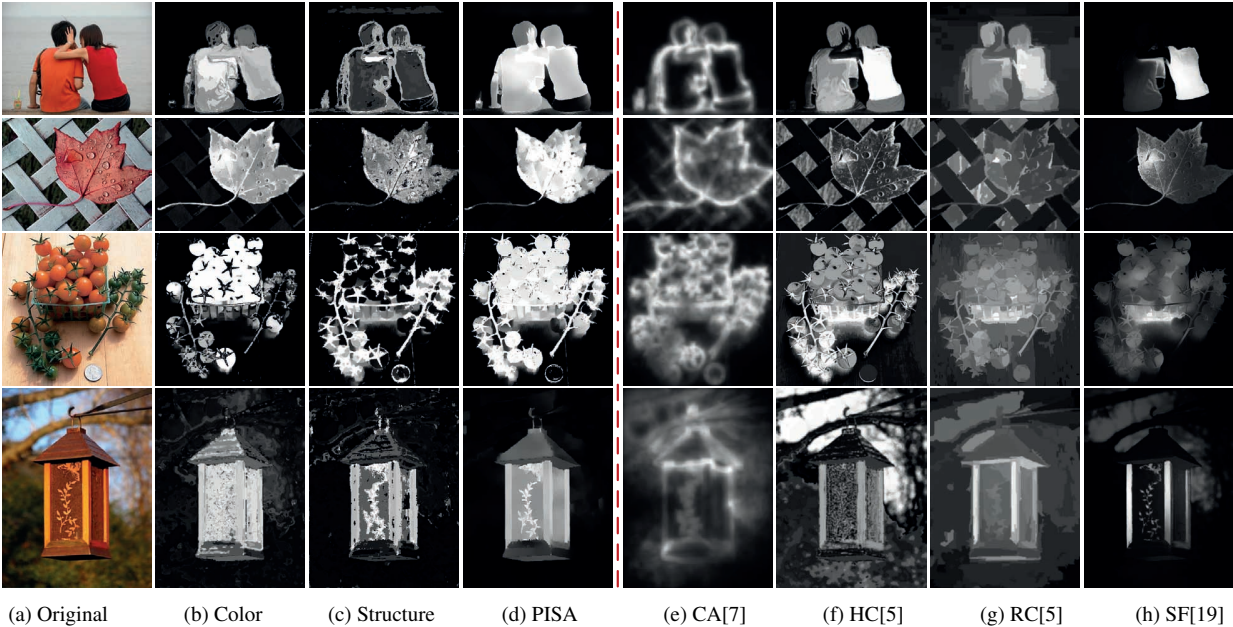 (a) Original (b) Color (c) Structure (d) PISA (e) CA[7] (f) HC[5] (g) RC[5] (h) SF[19]